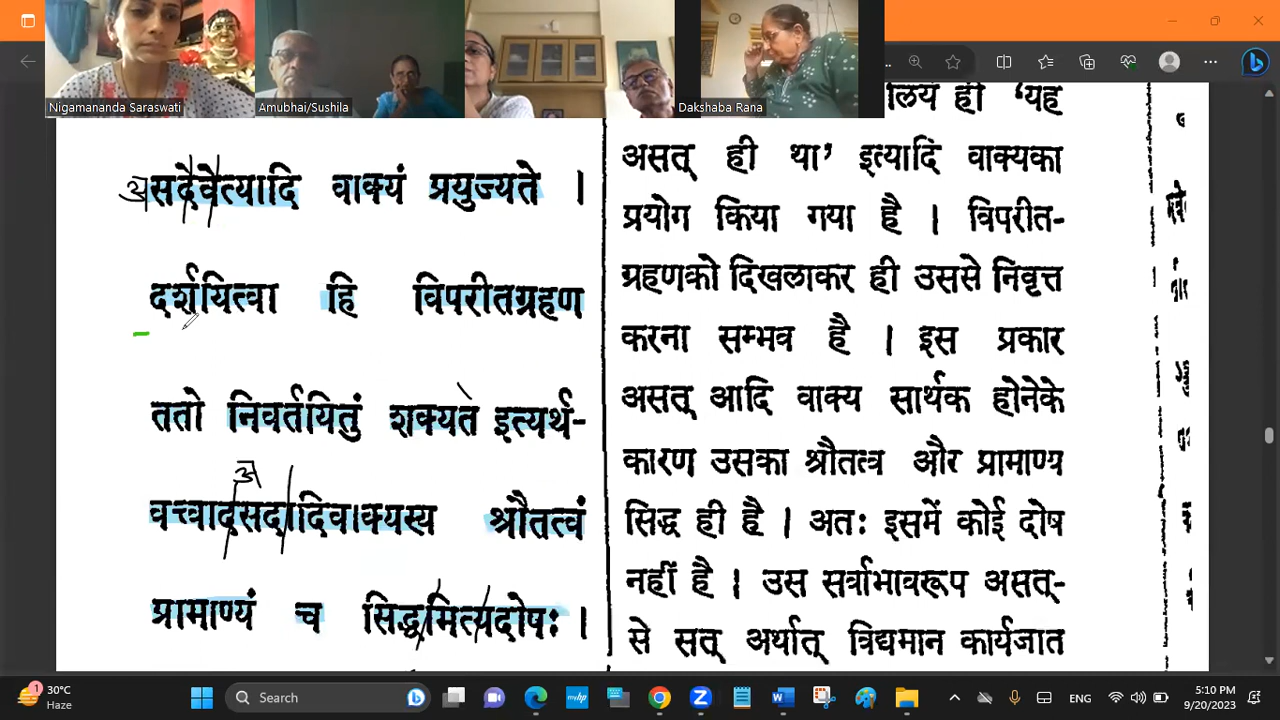 Nigamananda Saraswati
Amubhai/Sushila
Dakshaba Rana
सदैवेत्यादि वाक्यं प्रयुज्यते ।
दर्शयित्वा हि विपरीतग्रहण
ततो निवर्तयितुं शक्यते इत्यर्थ-
अ
वत्त्वादसदादिवाक्यस्य श्रौतत्वं
प्रामाण्यं च सिद्धमित्यदोषः ।
लिये ही ‘यह
असत् ही था’ इत्यादि वाक्यका
प्रयोग किया गया है । विपरीत-
ग्रहणको दिखलाकर ही उससे निवृत्त
करना सम्भव है । इस प्रकार
असत् आदि वाक्य सार्थक होनेके
कारण उसका श्रौतत्व और प्रामाण्य
सिद्ध ही है । अतः इसमें कोई दोष
नहीं है । उस सर्वाभावरूप असत्-
से सत् अर्थात् विद्यमान कार्यजात
30°C
Haze
Search
ENG
5:10 PM
9/20/2023